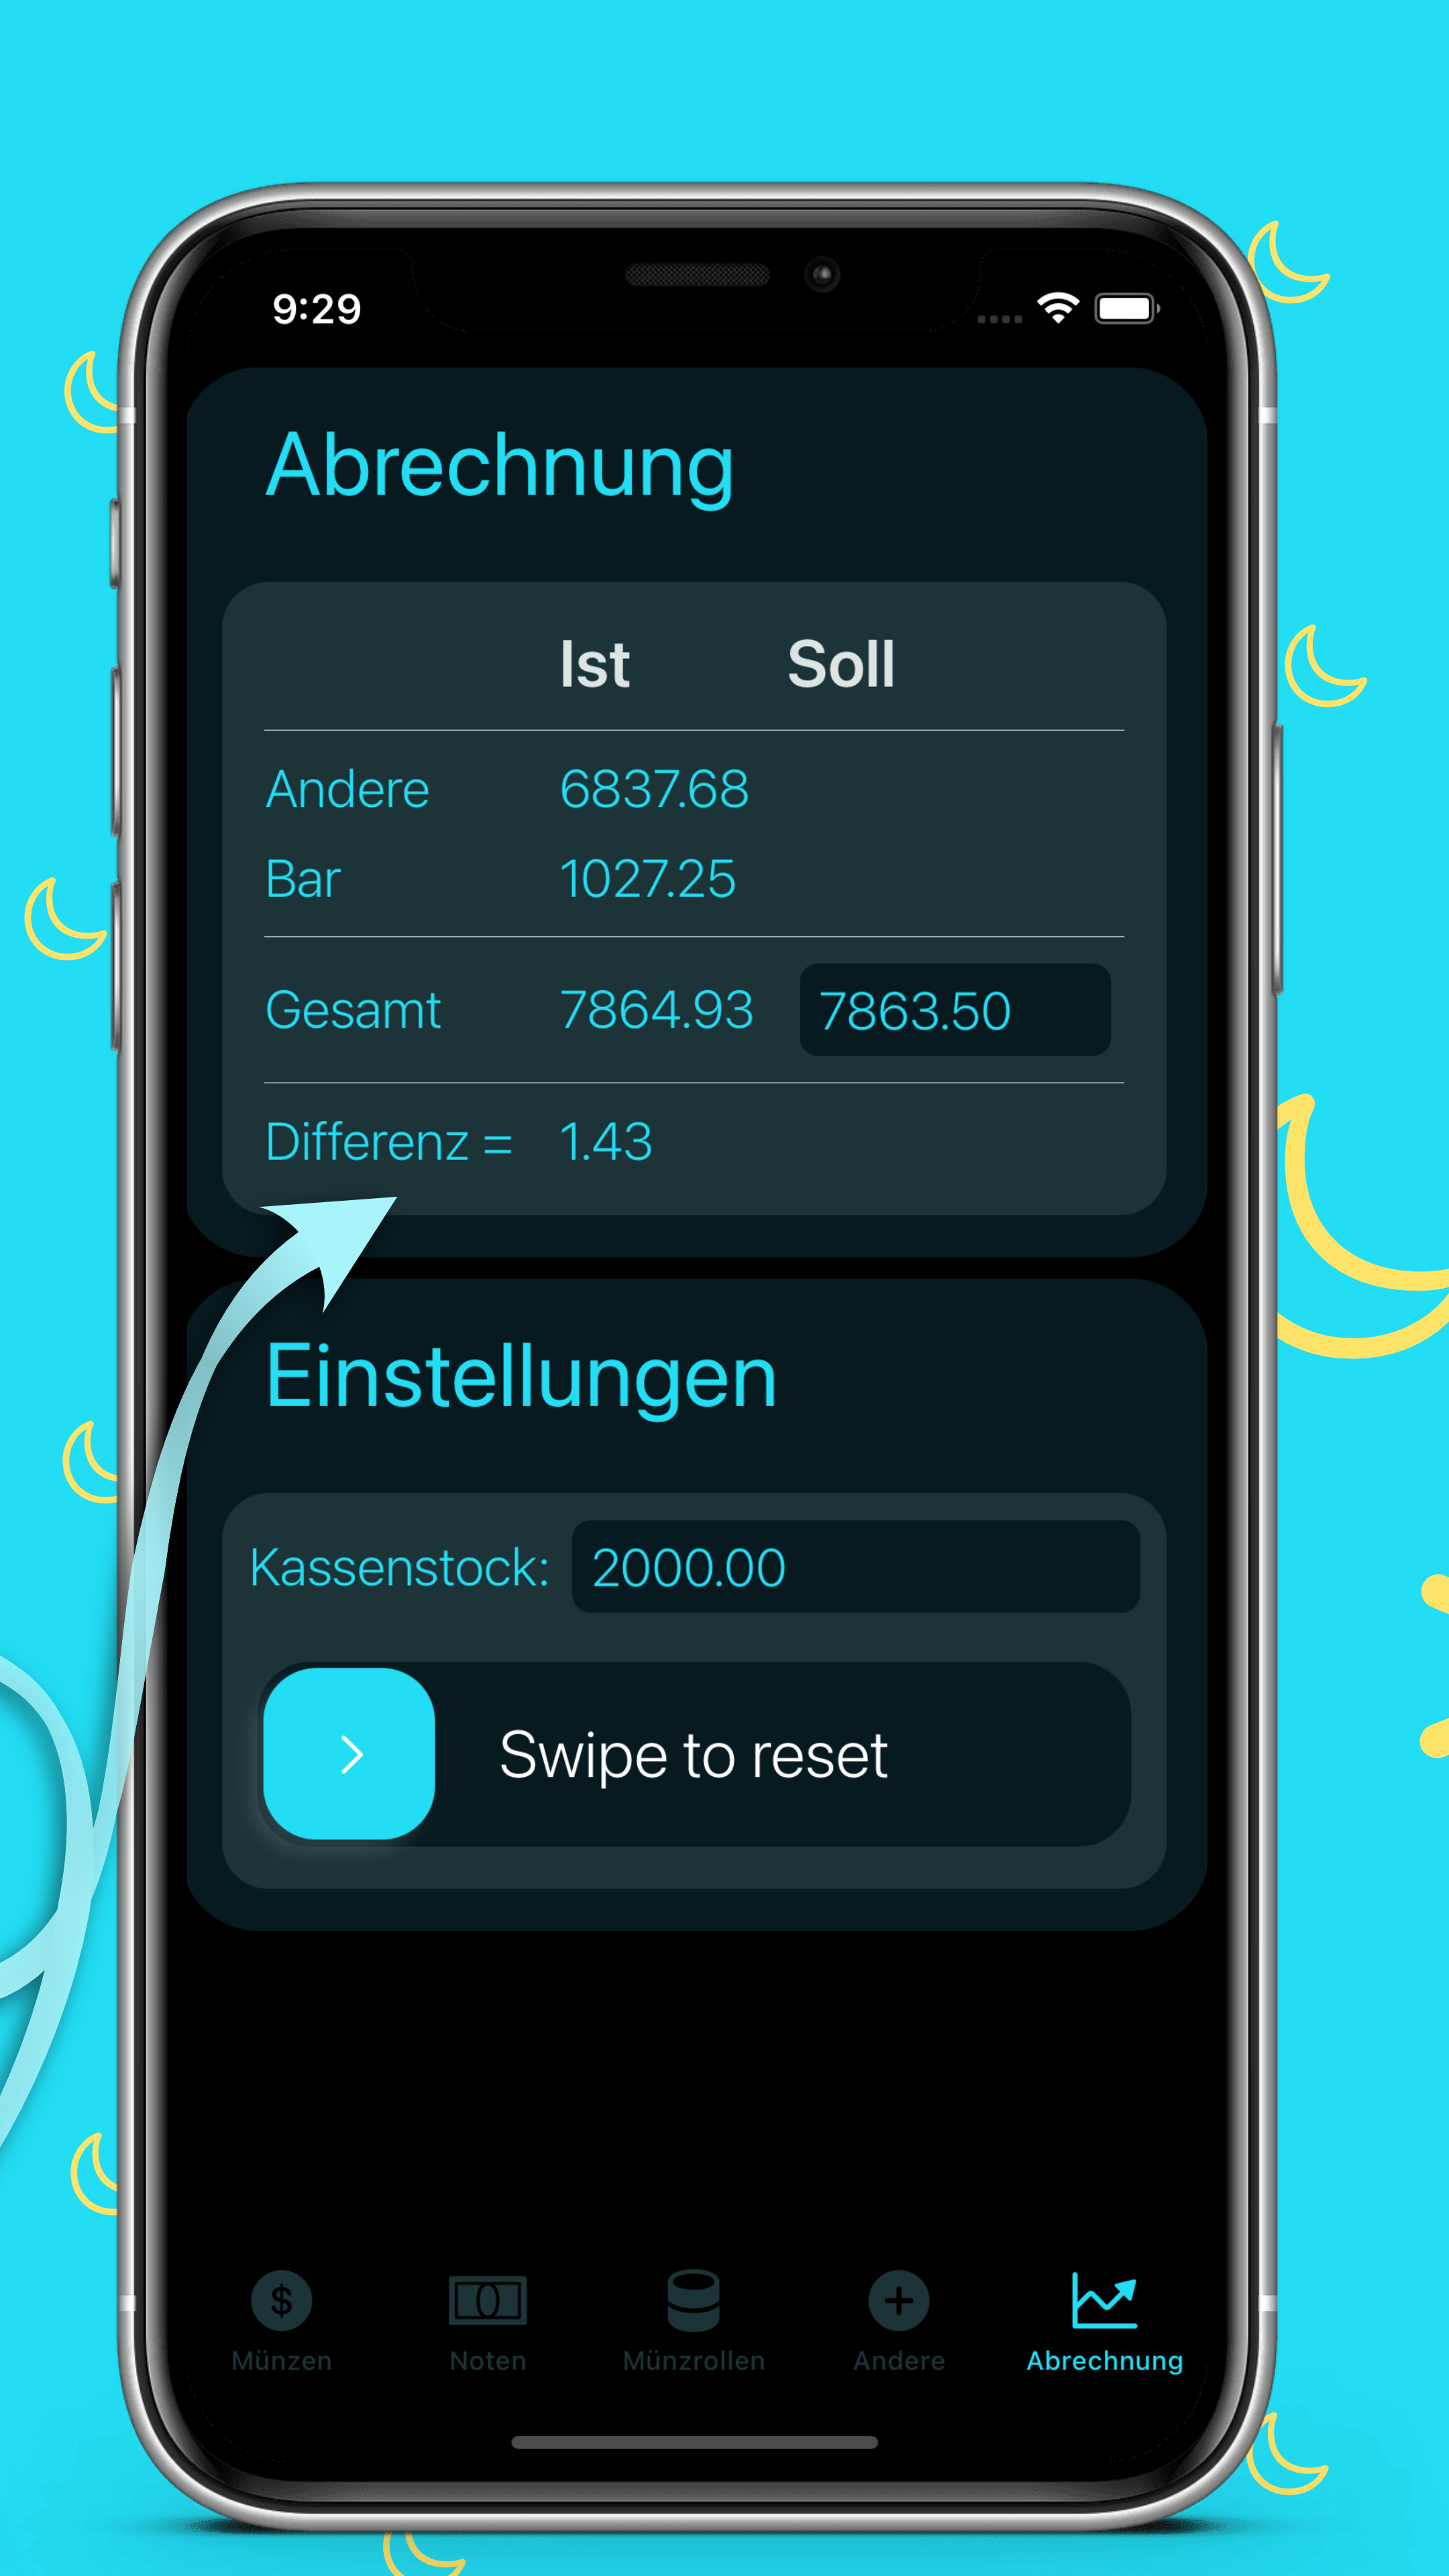 9:29
Abrechnung
Ist Soll
Andere 6837.68
Bar 1027.25
Gesamt 7864.93 7863.50
Differenz = 1.43
Einstellungen
Kassenstock: 2000.00
Swipe to reset
Münzen Noten Münzrollen Andere Abrechnung